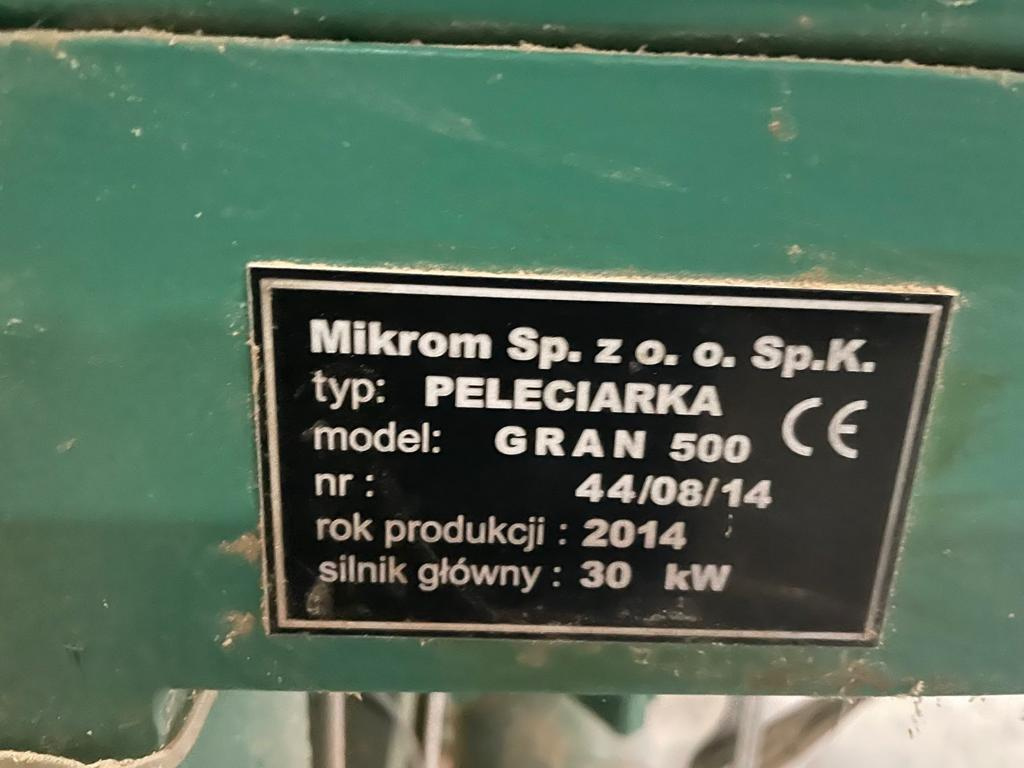 Mikrom Sp. z o. o. Sp.K.
typ: PELECIARKA
CE
model: GRAN 500
nr : 44/08/14
rok produkcji : 2014
silnik główny : 30 kW